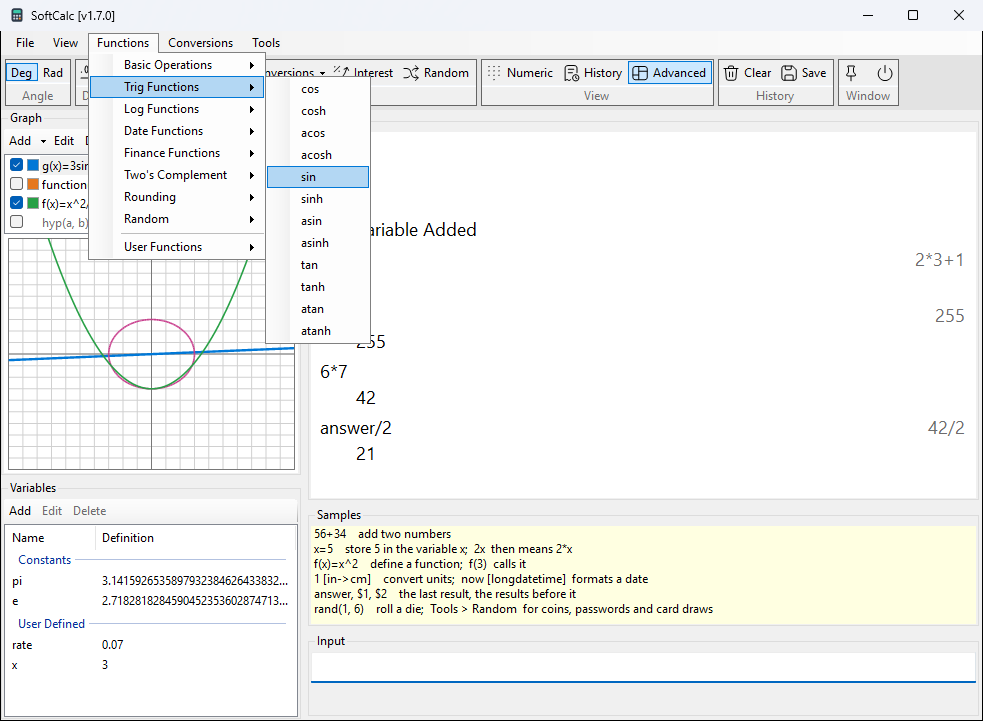 SoftCalc [v1.7.0]
File View Functions Conversions Tools
Deg Rad
Angle
Interest Random
Numeric History Advanced
View
Clear Save
History
Window
Basic Operations
Trig Functions
Log Functions
Date Functions
Finance Functions
Two's Complement
Rounding
Random
User Functions
cos
cosh
acos
acosh
sin
sinh
asin
asinh
tan
tanh
atan
atanh
Graph
Add Edit
function
f(x)=x^2,
hyp(a, b)
Added
2*3+1
255
255
6*7
42
answer/2
42/2
21
Variables
Add Edit Delete
Name Definition
Constants
pi 3.1415926535897932384626433832...
e 2.7182818284590452353602874713...
User Defined
rate 0.07
x 3
Samples
56+34 add two numbers
x=5 store 5 in the variable x; 2x then means 2*x
f(x)=x^2 define a function; f(3) calls it
1 [in->cm] convert units; now [longdatetime] formats a date
answer, $1, $2 the last result, the results before it
rand(1, 6) roll a die; Tools > Random for coins, passwords and card draws
Input